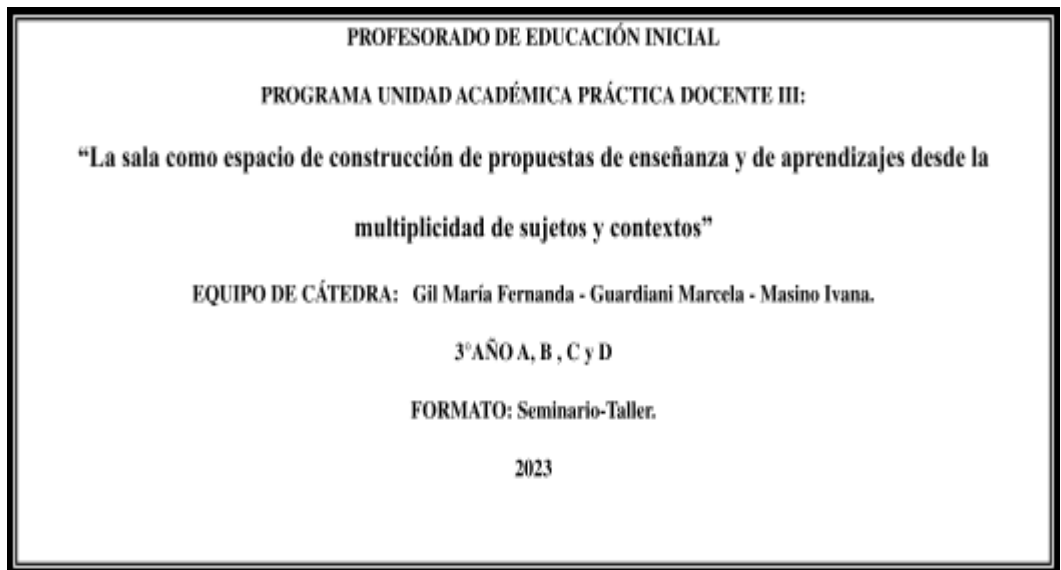 PROFESORADO DE EDUCACIÓN INICIAL
PROGRAMA UNIDAD ACADÉMICA PRÁCTICA DOCENTE III:
“La sala como espacio de construcción de propuestas de enseñanza y de aprendizajes desde la
multiplicidad de sujetos y contextos”
EQUIPO DE CÁTEDRA: Gil María Fernanda - Guardiani Marcela - Masino Ivana.
3°AÑO A, B , C y D
FORMATO: Seminario-Taller.
2023